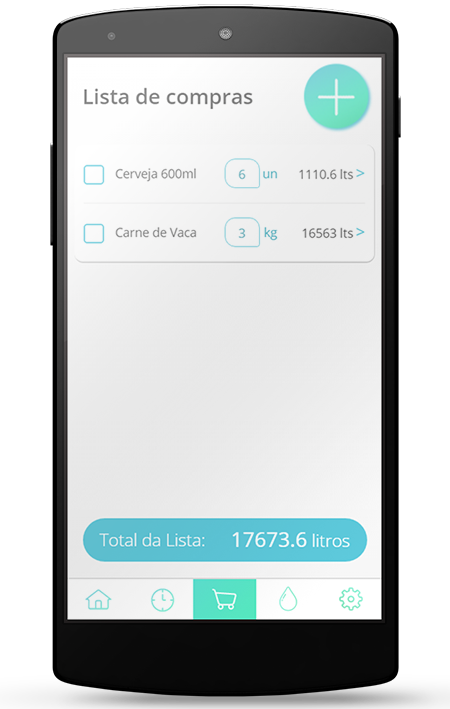 Lista de compras
Cerveja 600ml 6 un 1110.6 lts >
Carne de Vaca 3 kg 16563 lts >
Total da Lista: 17673.6 litros